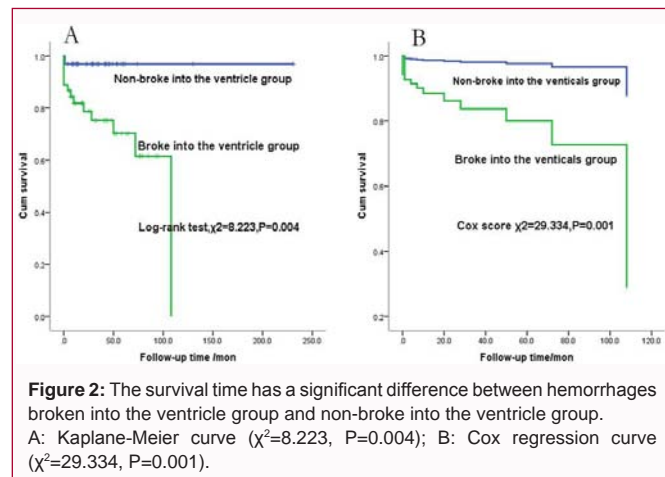 A
1.0
0.8
0.6
0.4
0.2
0.0
Cum survival
Non-broke into the ventricle group
Broke into the ventricle group
Log-rank test,χ2=8.223,P=0.004
.0 50.0 100.0 150.0 200.0 250.0
Follow-up time /mon
B
1.0
0.8
0.6
0.4
0.2
Cum survival
Non-broke into the venticals group
Broke into the venticals group
Cox score χ2=29.334,P=0.001
.0 20.0 40.0 60.0 80.0 100.0 120.0
Follow-up time/mon
Figure 2: The survival time has a significant difference between hemorrhages
broken into the ventricle group and non-broke into the ventricle group.
A: Kaplane-Meier curve (χ²=8.223, P=0.004); B: Cox regression curve
(χ²=29.334, P=0.001).